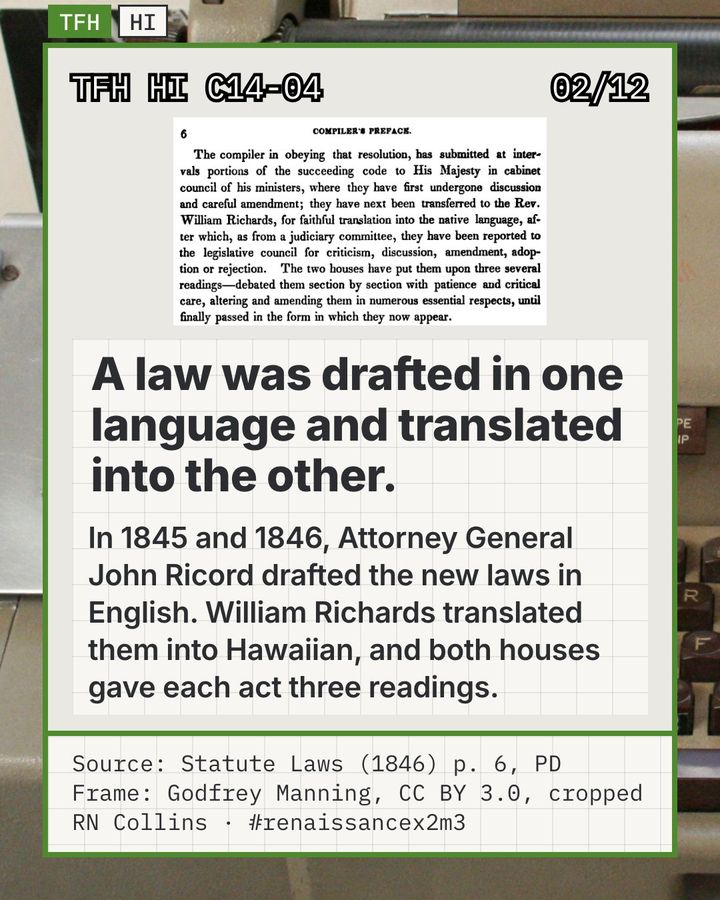 TFH HI
TFH HI C14-04 02/12
6 COMPILER'S PREFACE.
The compiler in obeying that resolution, has submitted at inter-
vals portions of the succeeding code to His Majesty in cabinet
council of his ministers, where they have first undergone discussion
and careful amendment; they have next been transferred to the Rev.
William Richards, for faithful translation into the native language, af-
ter which, as from a judiciary committee, they have been reported to
the legislative council for criticism, discussion, amendment, adop-
tion or rejection. The two houses have put them upon three several
readings—debated them section by section with patience and critical
care, altering and amending them in numerous essential respects, until
finally passed in the form in which they now appear.
A law was drafted in one
language and translated
into the other.
In 1845 and 1846, Attorney General
John Ricord drafted the new laws in
English. William Richards translated
them into Hawaiian, and both houses
gave each act three readings.
Source: Statute Laws (1846) p. 6, PD
Frame: Godfrey Manning, CC BY 3.0, cropped
RN Collins · #renaissancex2m3
R
F